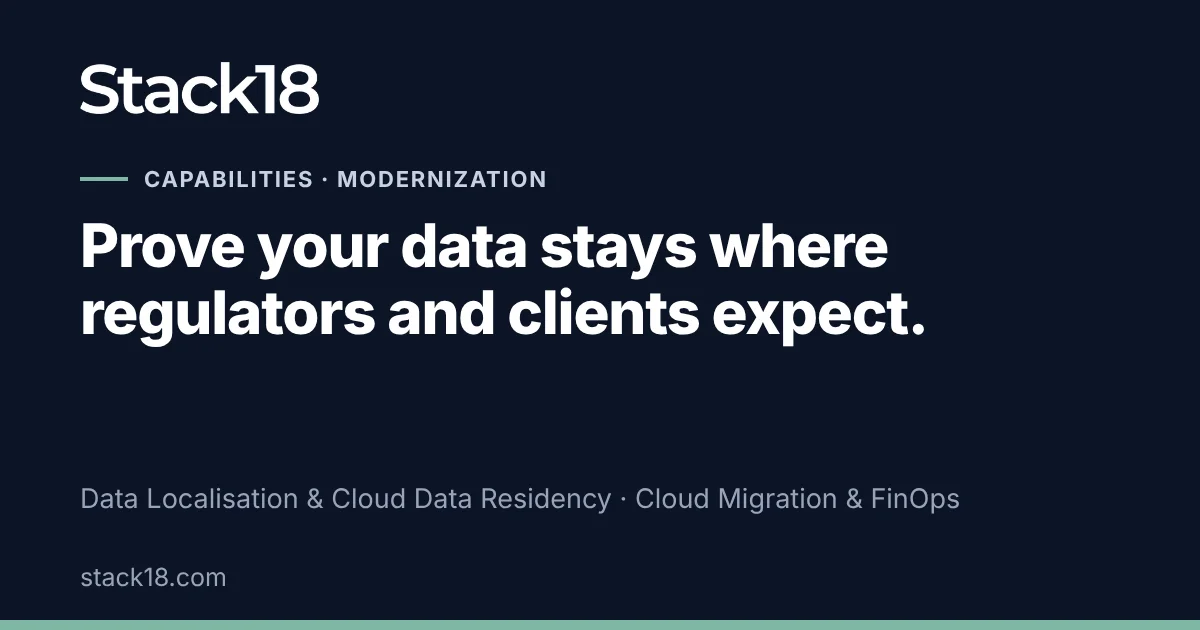 Stack18
CAPABILITIES · MODERNIZATION
Prove your data stays where
regulators and clients expect.
Data Localisation & Cloud Data Residency · Cloud Migration & FinOps
stack18.com